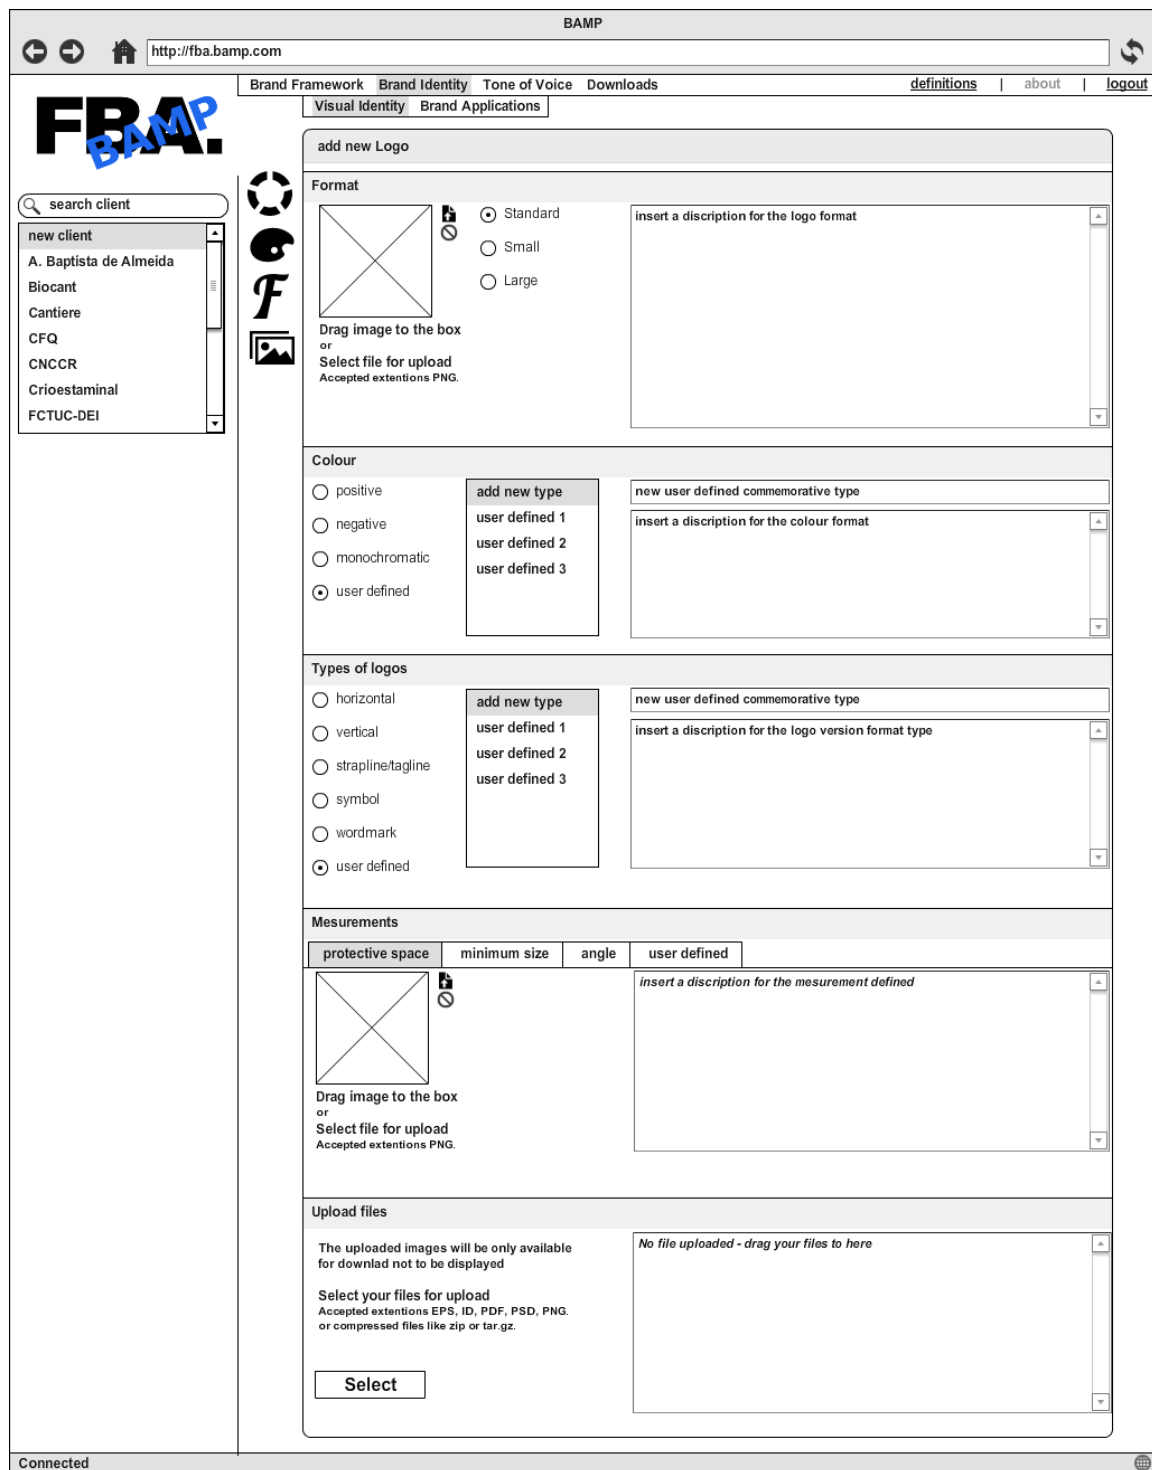 BAMP
http://fba.bamp.com
Brand Framework Brand Identity Tone of Voice Downloads
definitions | about | logout
Visual Identity Brand Applications
FBA.
BAMP
search client
new client
A. Baptista de Almeida
Biocant
Cantiere
CFQ
CNCCR
Crioestaminal
FCTUC-DEI
F
add new Logo
Format
Standard
Small
Large
Drag image to the box
or
Select file for upload
Accepted extentions PNG.
insert a discription for the logo format
Colour
positive
negative
monochromatic
user defined
add new type
user defined 1
user defined 2
user defined 3
new user defined commemorative type
insert a discription for the colour format
Types of logos
horizontal
vertical
strapline/tagline
symbol
wordmark
user defined
add new type
user defined 1
user defined 2
user defined 3
new user defined commemorative type
insert a discription for the logo version format type
Mesurements
protective space minimum size angle user defined
Drag image to the box
or
Select file for upload
Accepted extentions PNG.
insert a discription for the mesurement defined
Upload files
The uploaded images will be only available
for downlad not to be displayed
Select your files for upload
Accepted extentions EPS, ID, PDF, PSD, PNG.
or compressed files like zip or tar.gz.
Select
No file uploaded - drag your files to here
Connected